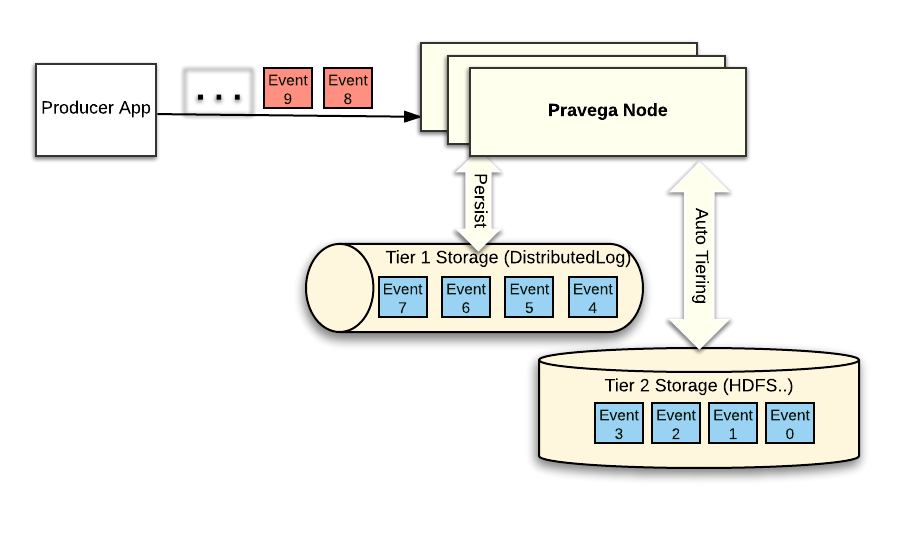 Producer App
. . .
Event
9
Event
8
Pravega Node
Persist
Auto Tiering
Tier 1 Storage (DistributedLog)
Event
7
Event
6
Event
5
Event
4
Tier 2 Storage (HDFS..)
Event
3
Event
2
Event
1
Event
0